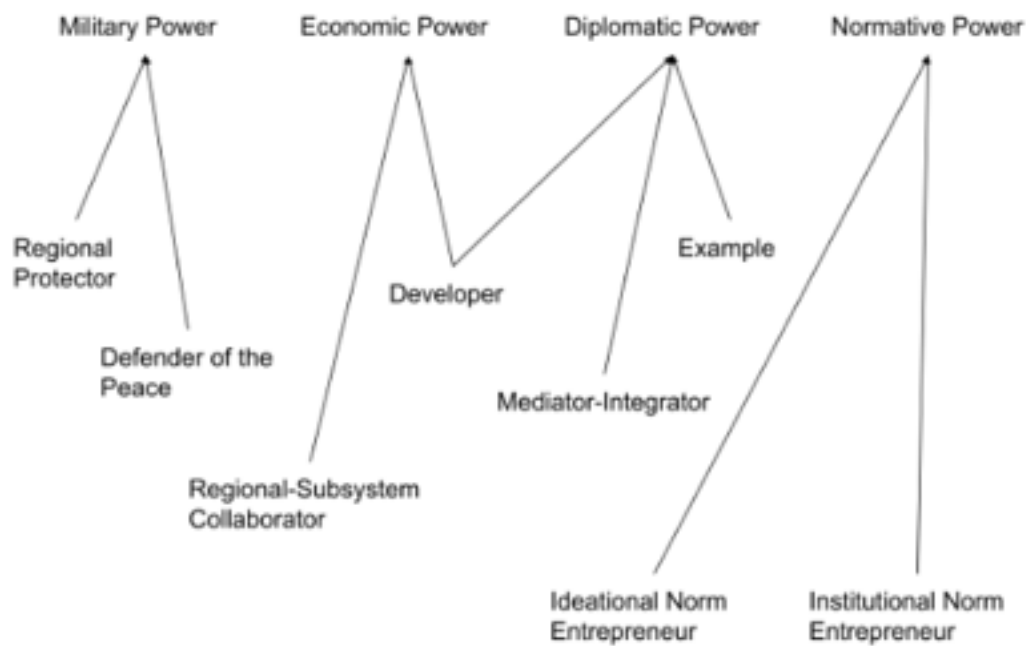 Military Power
Economic Power
Diplomatic Power
Normative Power
Regional
Protector
Example
Developer
Defender of the
Peace
Mediator-Integrator
Regional-Subsystem
Collaborator
Ideational Norm
Entrepreneur
Institutional Norm
Entrepreneur